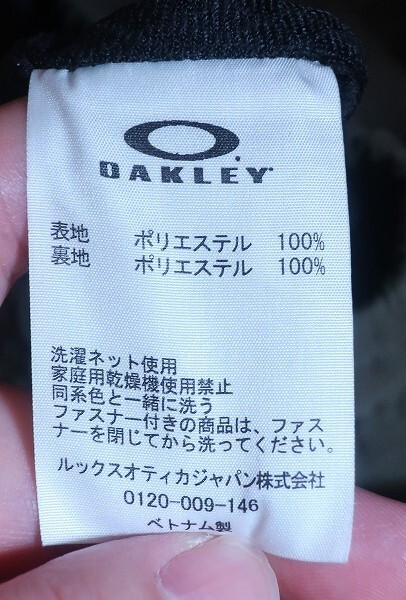 OAKLEY
表地 ポリエステル 100%
裏地 ポリエステル 100%
洗濯ネット使用
家庭用乾燥機使用禁止
同系色と一緒に洗う
ファスナー付きの商品は、ファス
ナーを閉じてから洗ってください。
ルックスオティカジャパン株式会社
0120-009-146
ベトナム製